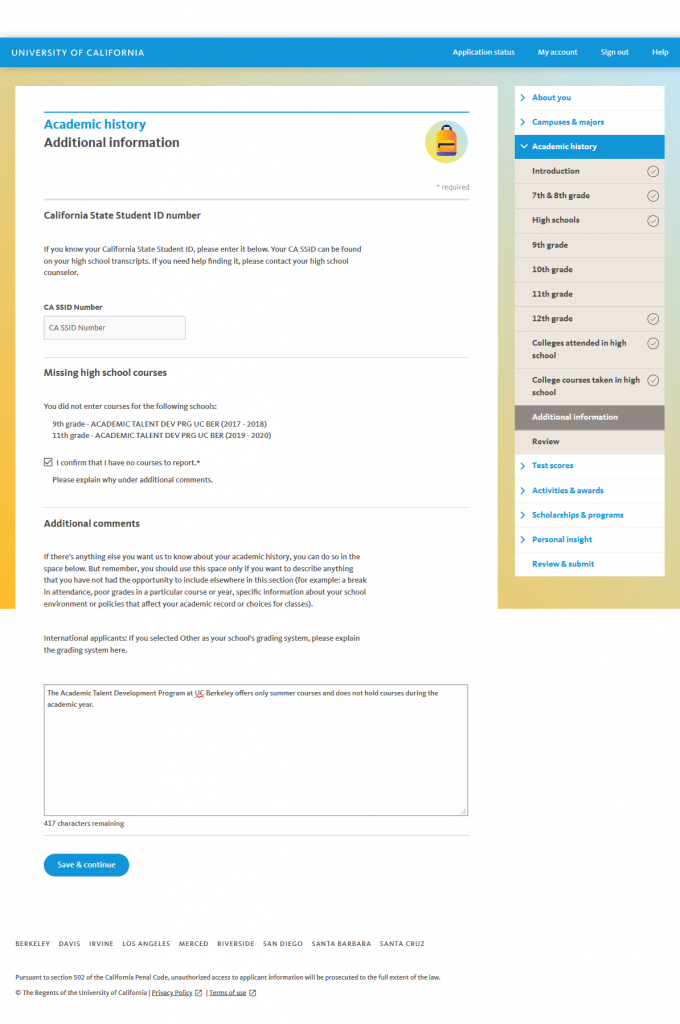 UNIVERSITY OF CALIFORNIA
Application status My account Sign out Help
Academic history
Additional information
* required
California State Student ID number
If you know your California State Student ID, please enter it below. Your CA SSID can be found
on your high school transcripts. If you need help finding it, please contact your high school
counselor.
CA SSID Number
CA SSID Number
Missing high school courses
You did not enter courses for the following schools:
9th grade - ACADEMIC TALENT DEV PRG UC BER (2017 - 2018)
11th grade - ACADEMIC TALENT DEV PRG UC BER (2019 - 2020)
I confirm that I have no courses to report.*
Please explain why under additional comments.
Additional comments
If there's anything else you want us to know about your academic history, you can do so in the
space below. But remember, you should use this space only if you want to describe anything
that you have not had the opportunity to include elsewhere in this section (for example: a break
in attendance, poor grades in a particular course or year, specific information about your school
environment or policies that affect your academic record or choices for classes).
International applicants: If you selected Other as your school's grading system, please explain
the grading system here.
The Academic Talent Development Program at UC Berkeley offers only summer courses and does not hold courses during the
academic year.
417 characters remaining
Save & continue
About you
Campuses & majors
Academic history
Introduction
7th & 8th grade
High schools
9th grade
10th grade
11th grade
12th grade
Colleges attended in high
school
College courses taken in high
school
Additional information
Review
Test scores
Activities & awards
Scholarships & programs
Personal insight
Review & submit
BERKELEY DAVIS IRVINE LOS ANGELES MERCED RIVERSIDE SAN DIEGO SANTA BARBARA SANTA CRUZ
Pursuant to section 502 of the California Penal Code, unauthorized access to applicant information will be prosecuted to the full extent of the law.
© The Regents of the University of California | Privacy Policy | Terms of use